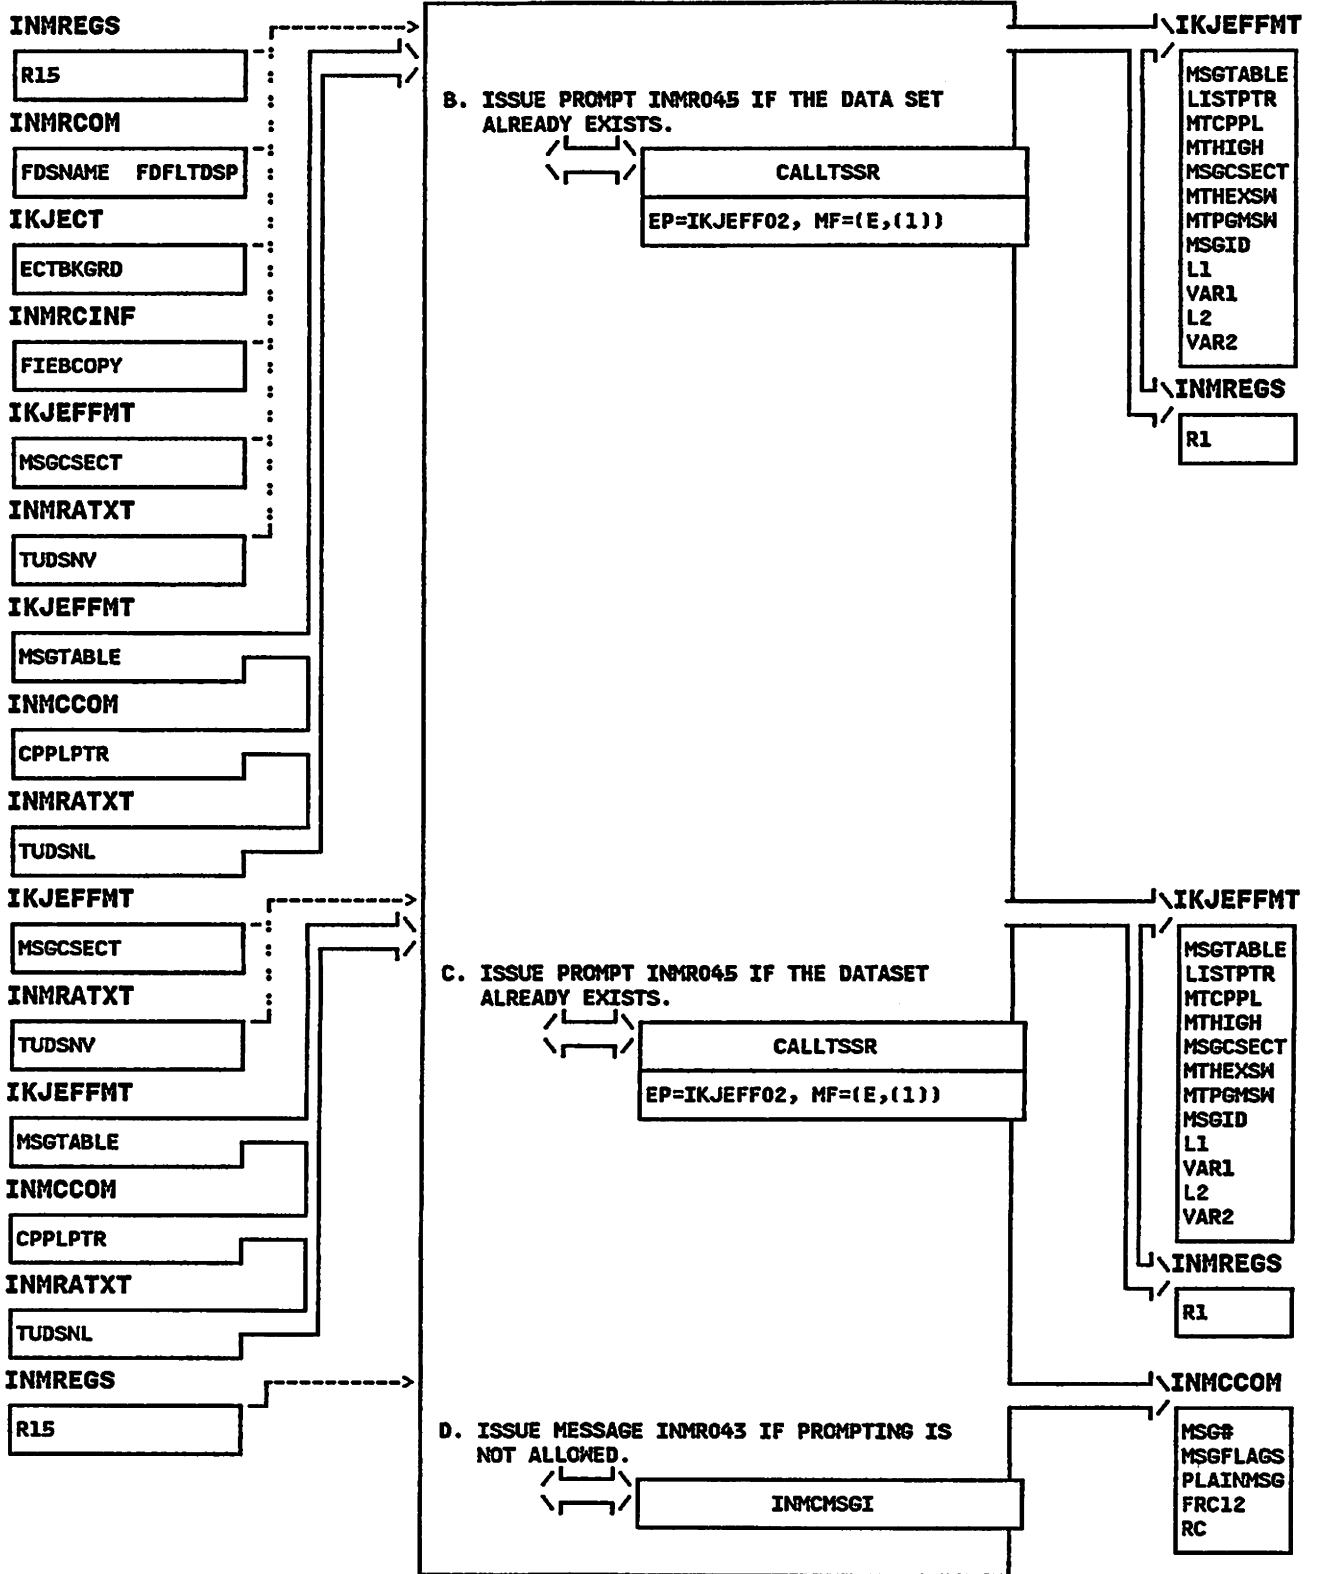 INMREGS
R15
INMRCOM
FDSNAME FDFLTDSP
IKJECT
ECTBKGRD
INMRCINF
FIEBCOPY
IKJEFFMT
MSGCSECT
INMRATXT
TUDSNV
IKJEFFMT
MSGTABLE
INMCCOM
CPPLPTR
INMRATXT
TUDSNL
IKJEFFMT
MSGCSECT
INMRATXT
TUDSNV
IKJEFFMT
MSGTABLE
INMCCOM
CPPLPTR
INMRATXT
TUDSNL
INMREGS
R15
B. ISSUE PROMPT INMR045 IF THE DATA SET
ALREADY EXISTS.
CALLTSSR
EP=IKJEFF02, MF=(E,(1))
C. ISSUE PROMPT INMR045 IF THE DATASET
ALREADY EXISTS.
CALLTSSR
EP=IKJEFF02, MF=(E,(1))
D. ISSUE MESSAGE INMR043 IF PROMPTING IS
NOT ALLOWED.
INMCMSGI
IKJEFFMT
MSGTABLE
LISTPTR
MTCPPL
MTHIGH
MSGCSECT
MTHEXSW
MTPGMSW
MSGID
L1
VAR1
L2
VAR2
INMREGS
R1
IKJEFFMT
MSGTABLE
LISTPTR
MTCPPL
MTHIGH
MSGCSECT
MTHEXSW
MTPGMSW
MSGID
L1
VAR1
L2
VAR2
INMREGS
R1
INMCCOM
MSG#
MSGFLAGS
PLAINMSG
FRC12
RC